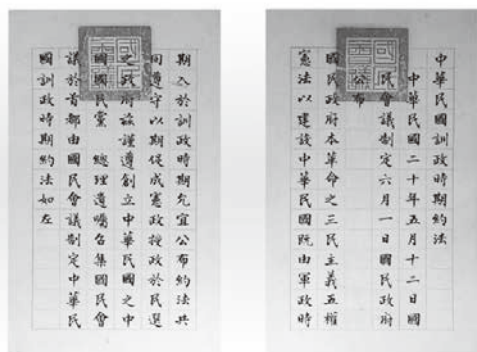 中華民國訓政時期約法
中華民國二十年五月十二日國
民會議制定六月一日國民政府
公布
國民政府本革命之三民主義五權
憲法以建設中華民國既由軍政時
期入於訓政時期允宜公布約法共
同遵守以期促成憲政授政於民選
之政府茲謹遵創立中華民國之中
國國民黨 總理遺囑召集國民會
議於首都由國民會議制定中華民
國訓政時期約法如左